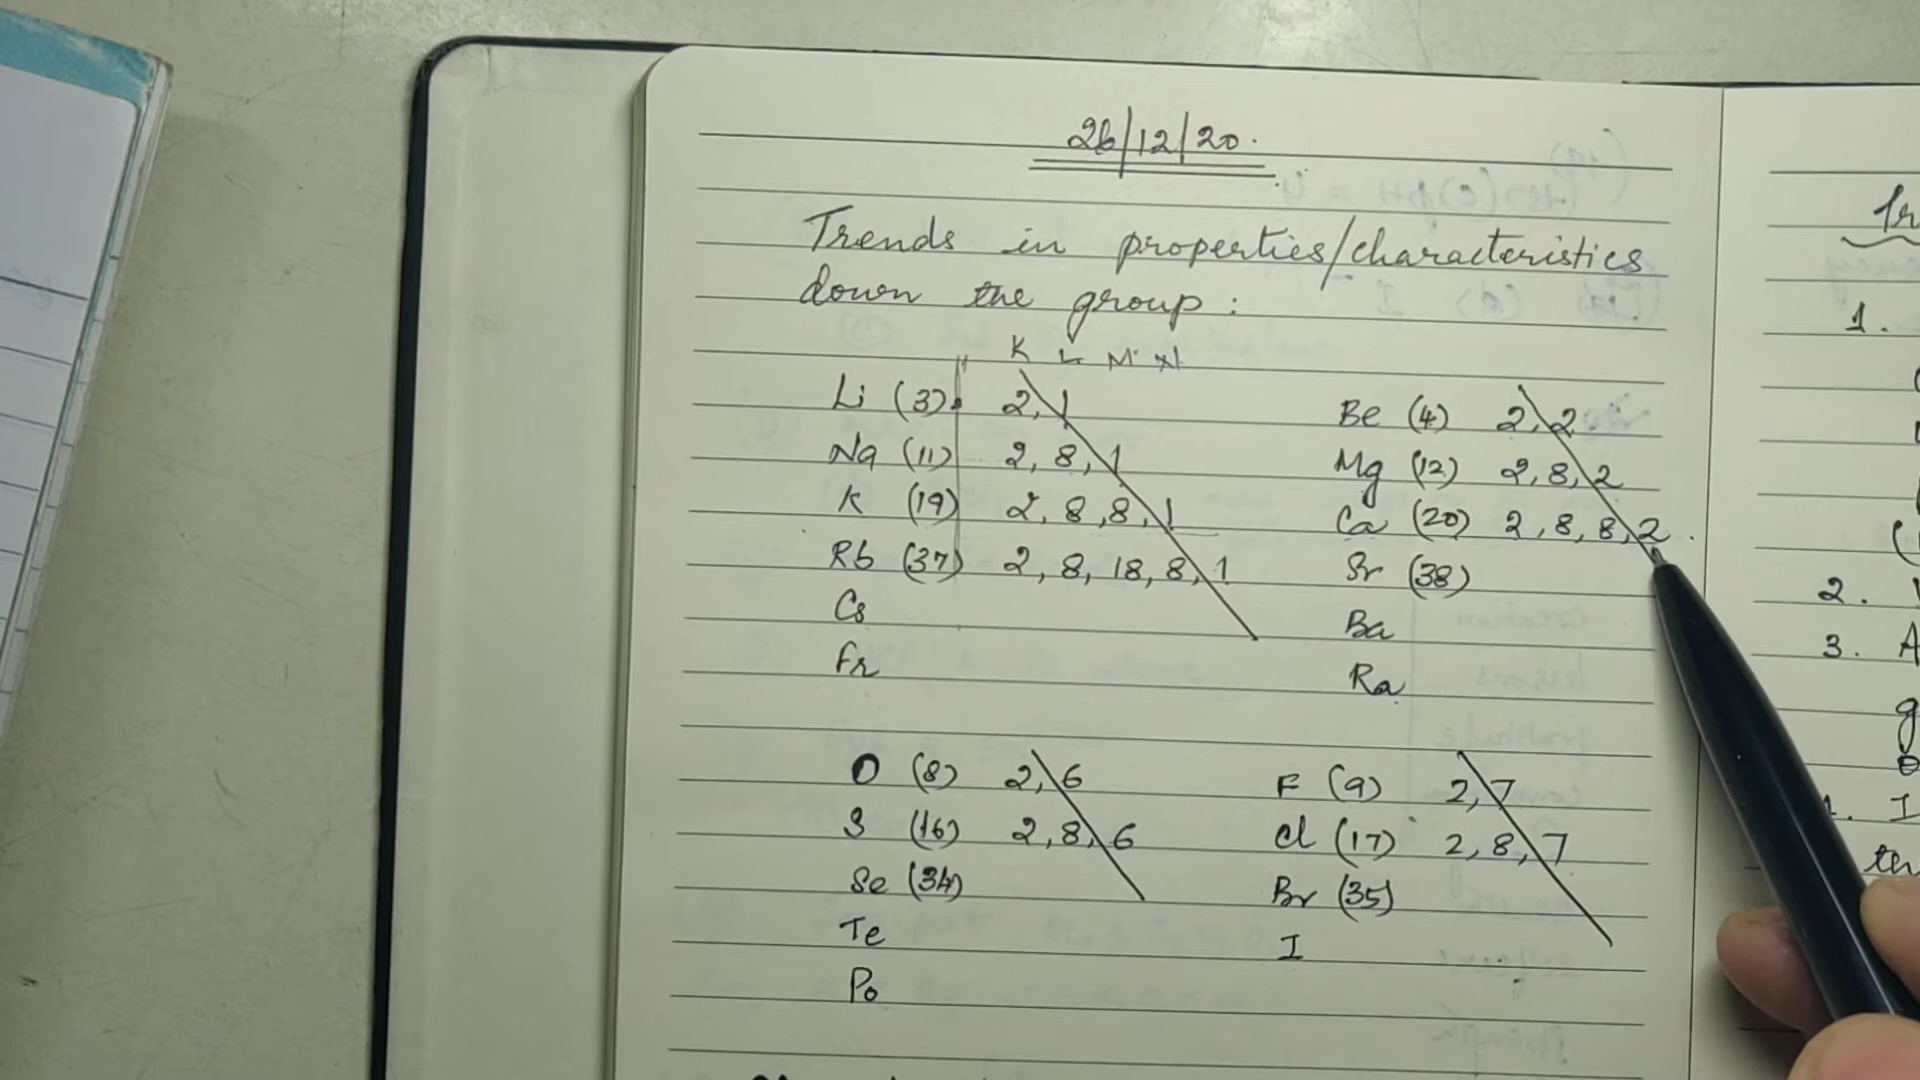 26/12/20.
Trends in properties/characteristics
down the group :
K L M N
Li (3) 2, 1
Na (11) 2, 8, 1
K (19) 2, 8, 8, 1
Rb (37) 2, 8, 18, 8, 1
Cs
Fr
Be (4) 2, 2
Mg (12) 2, 8, 2
Ca (20) 2, 8, 8, 2
Sr (38)
Ba
Ra
O (8) 2, 6
S (16) 2, 8, 6
Se (34)
Te
Po
F (9) 2, 7
Cl (17) 2, 8, 7
Br (35)
I
1.
2.
3. A